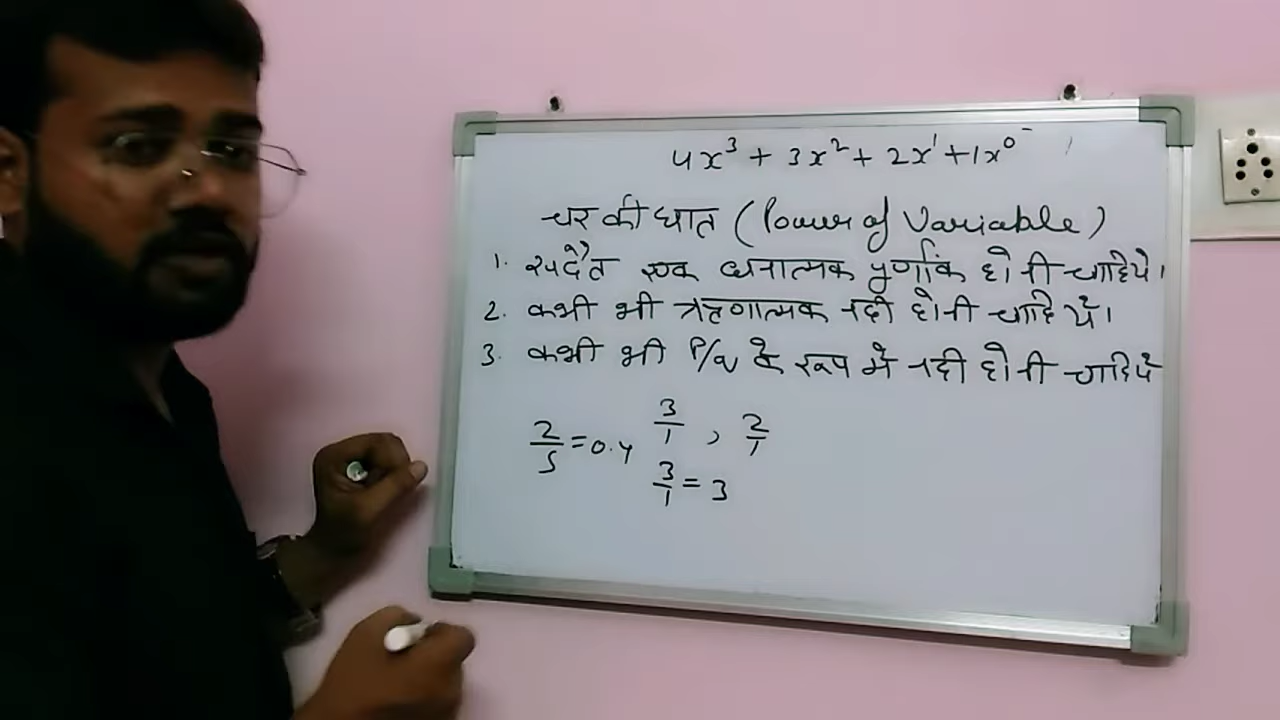 4x³ + 3x² + 2x¹ + 1x⁰
चर की घात (Power of Variable)
1. सदैव एक धनात्मक पूर्णांक होनी चाहिये।
2. कभी भी ऋणात्मक नही होनी चाहिये।
3. कभी भी P/q के रूप में नही होनी चाहिये
2/5 = 0.4 3/1 , 2/1
3/1 = 3